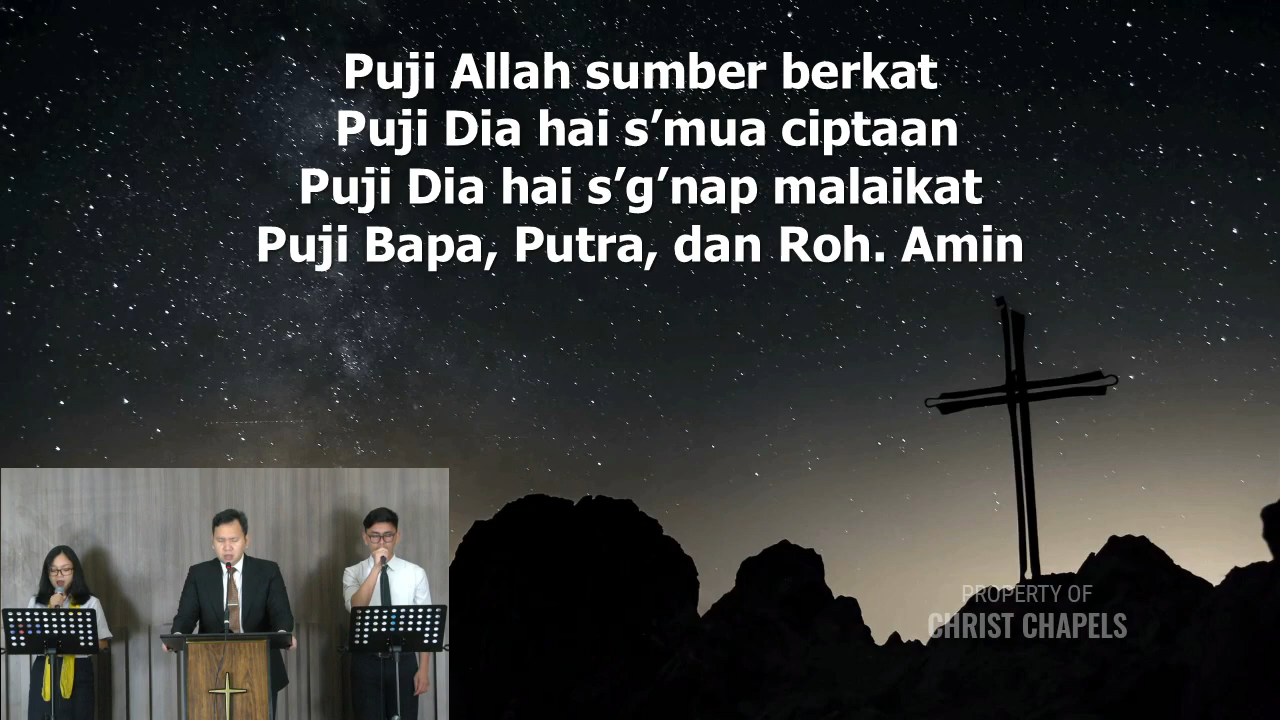 Puji Allah sumber berkat
Puji Dia hai s’mua ciptaan
Puji Dia hai s’g’nap malaikat
Puji Bapa, Putra, dan Roh. Amin
PROPERTY OF
CHRIST CHAPELS